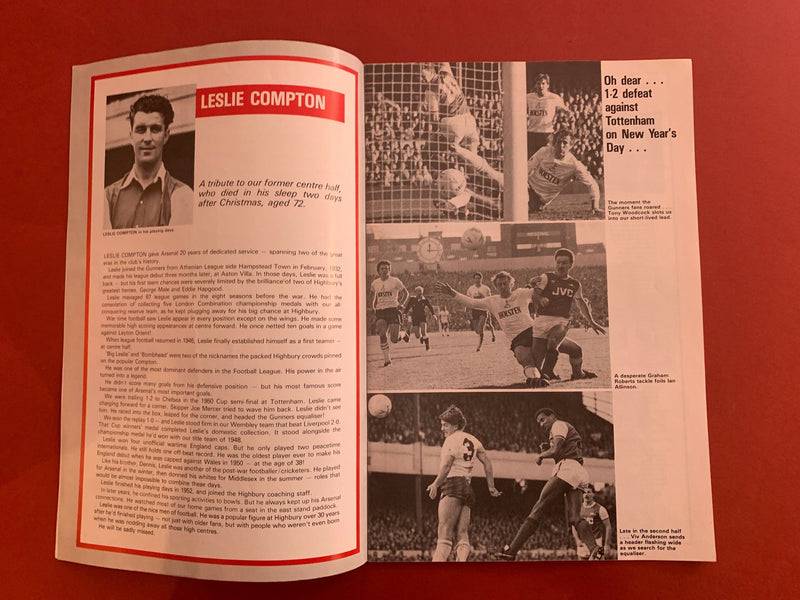 LESLIE COMPTON
A tribute to our former centre half,
who died in his sleep two days
after Christmas, aged 72.
LESLIE COMPTON in his playing days.
LESLIE COMPTON gave Arsenal 20 years of dedicated service — spanning two of the great
eras in the club's history.
Leslie joined the Gunners from Athenian League side Hampstead Town in February, 1932,
and made his league debut three months later, at Aston Villa. In those days, Leslie was a full
back — but his first team chances were severely limited by the brilliance of two of Highbury's
greatest heroes, George Male and Eddie Hapgood.
Leslie managed 67 league games in the eight seasons before the war. He had the
consolation of collecting five London Combination championship medals with our all-
conquering reserve team, as he kept plugging away for his big chance at Highbury.
War time football saw Leslie appear in every position except on the wings. He made some
memorable high scoring appearances at centre forward. He once netted ten goals in a game
against Leyton Orient!
When league football resumed in 1946, Leslie finally established himself as a first teamer —
at centre half.
'Big Leslie' and 'Bombhead' were two of the nicknames the packed Highbury crowds pinned
on the popular Compton.
He was one of the most dominant defenders in the Football League. His power in the air
turned into a legend.
He didn't score many goals from his defensive position — but his most famous score
became one of Arsenal's most important goals.
We were trailing 1-2 to Chelsea in the 1950 Cup semi-final at Tottenham. Leslie came
charging forward for a corner. Skipper Joe Mercer tried to wave him back. Leslie didn't see
him. He raced into the box, leaped for this corner, and headed the Gunners equaliser!
We won the replay 1-0 — and Leslie stood firm in our Wembley team that beat Liverpool 2-0.
That Cup winners' medal completed Leslie's domestic collection. It stood alongside the
championship medal he'd won with our title team of 1948.
Leslie won four unofficial wartime England caps. But he only played two peacetime
internationals. He still holds one off-beat record. He was the oldest player ever to make his
England debut when he was capped against Wales in 1950 — at the age of 38!
Like his brother, Dennis, Leslie was another of the post-war footballer/cricketers. He played
for Arsenal in the winter, then donned his whites for Middlesex in the summer — roles that
would be almost impossible to combine these days.
Leslie finished his playing days in 1952, and joined the Highbury coaching staff.
In later years, he confined his sporting activities to bowls. But he always kept up his Arsenal
connections. He watched most of our home games from a seat in the east stand paddock.
Leslie was one of the nice men of football. He was a popular figure at Highbury over 30 years
after he'd finished playing — not just with older fans, but with people who weren't even born
when he was nodding away all those high centres.
He will be sadly missed.
Oh dear . . .
1-2 defeat
against
Tottenham
on New Year's
Day . . .
The moment the
Gunners fans roared . . .
Tony Woodcock slots us
into our short-lived lead.
HOLSTEN
HOLSTEN
HOLSTEN
JVC
A desperate Graham
Roberts tackle foils Ian
Allinson.
3
Late in the second half
. . . Viv Anderson sends
a header flashing wide
as we search for the
equaliser.